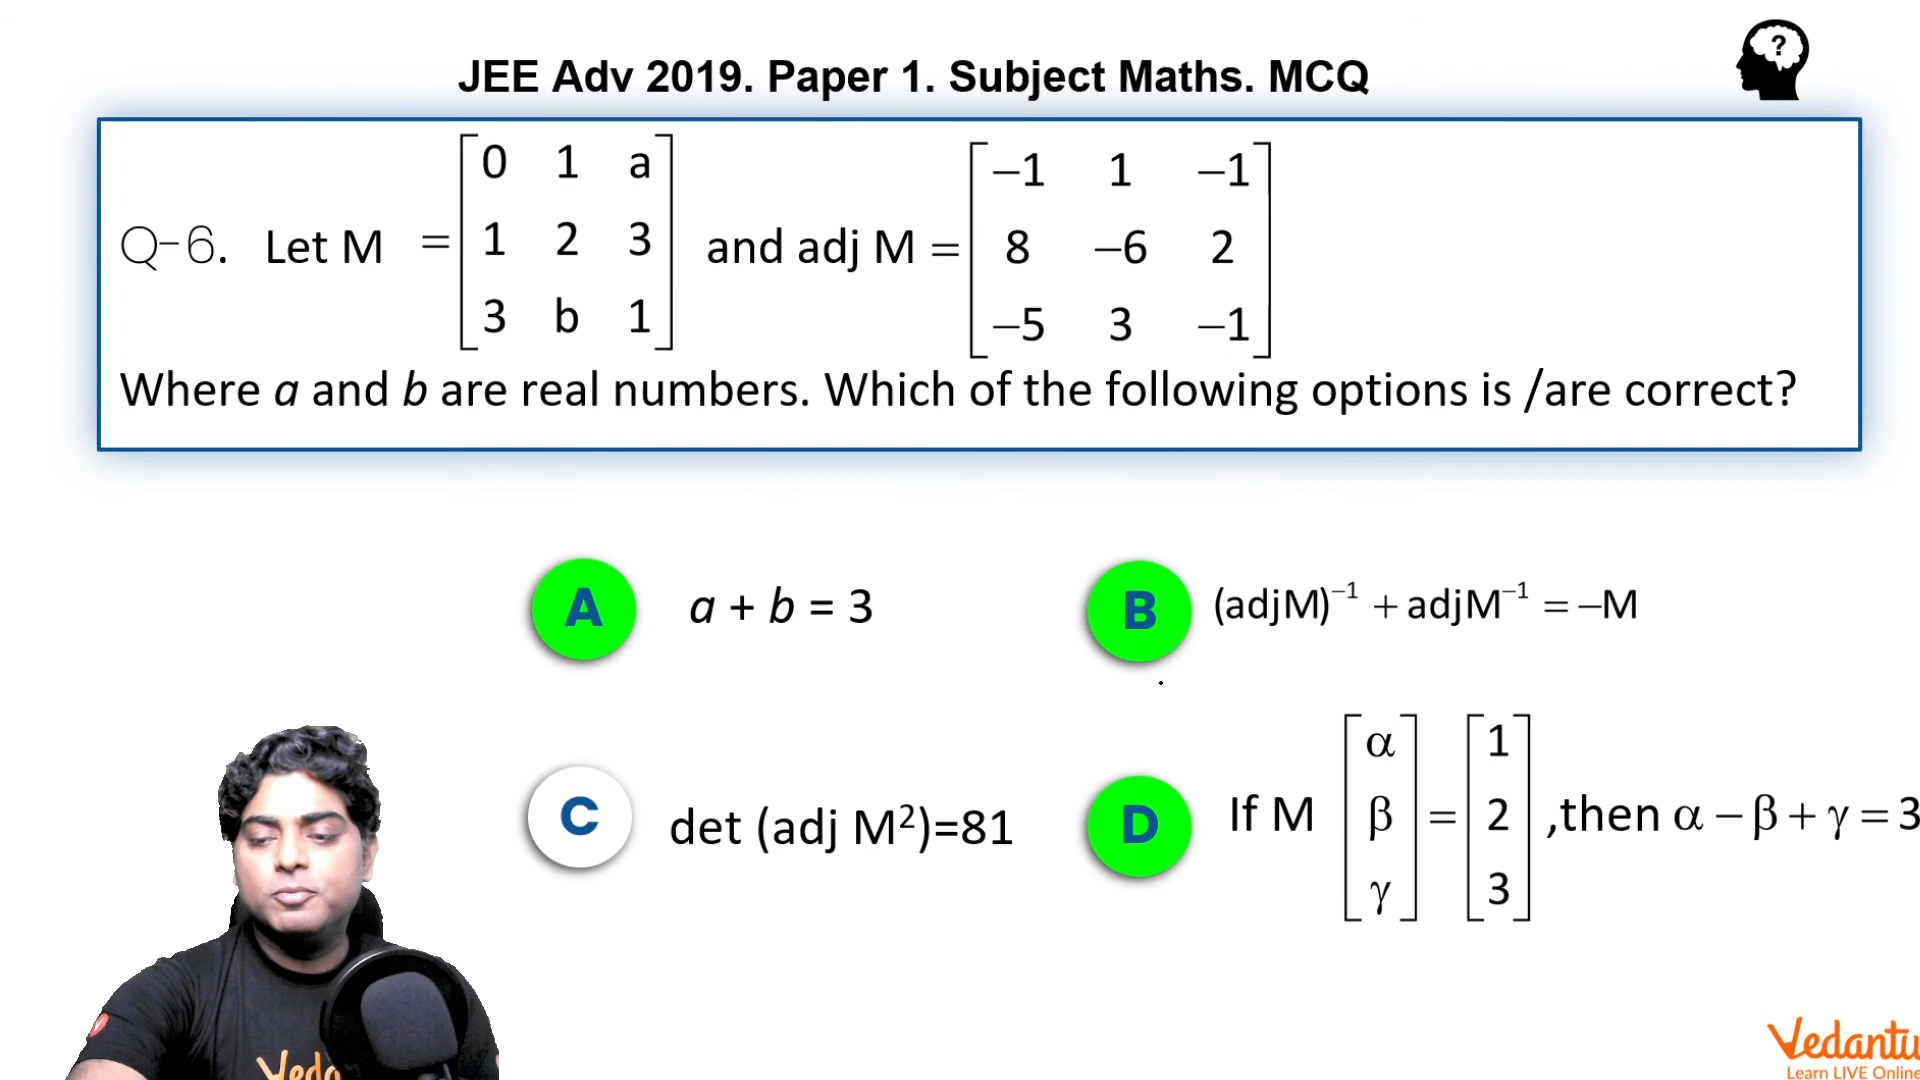 ?
JEE Adv 2019. Paper 1. Subject Maths. MCQ
Q-6. Let M = [0 1 a; 1 2 3; 3 b 1] and adj M = [−1 1 −1; 8 −6 2; −5 3 −1]
Where a and b are real numbers. Which of the following options is /are correct?
A a + b = 3
B (adjM)⁻¹ + adjM⁻¹ = −M
C det (adj M²)=81
D If M [α; β; γ] = [1; 2; 3] ,then α − β + γ = 3
Veda
Vedantu
Learn LIVE Online